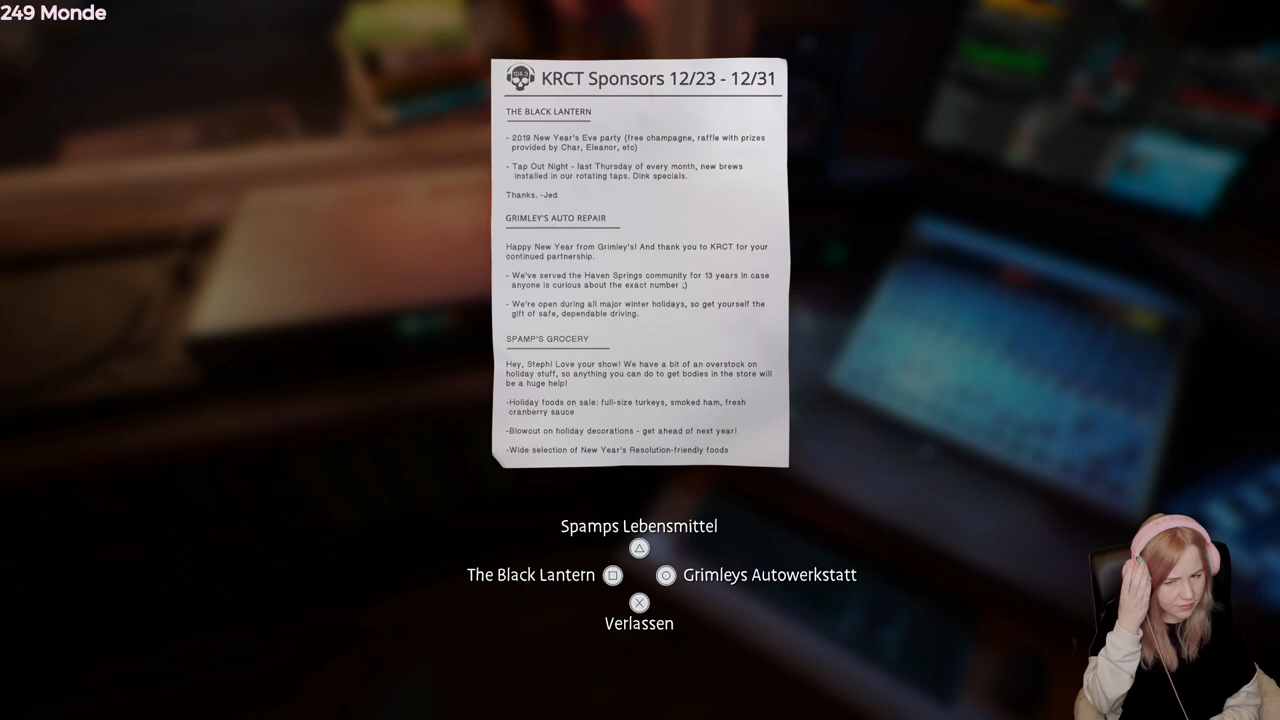 249 Monde
104.3
KRCT Sponsors 12/23 - 12/31
THE BLACK LANTERN
- 2019 New Year's Eve party (free champagne, raffle with prizes
provided by Char, Eleanor, etc)
- Tap Out Night - last Thursday of every month, new brews
installed in our rotating taps. Dink specials.
Thanks. -Jed
GRIMLEY'S AUTO REPAIR
Happy New Year from Grimley's! And thank you to KRCT for your
continued partnership.
- We've served the Haven Springs community for 13 years in case
anyone is curious about the exact number ;)
- We're open during all major winter holidays, so get yourself the
gift of safe, dependable driving.
SPAMP'S GROCERY
Hey, Steph! Love your show! We have a bit of an overstock on
holiday stuff, so anything you can do to get bodies in the store will
be a huge help!
-Holiday foods on sale: full-size turkeys, smoked ham, fresh
cranberry sauce
-Blowout on holiday decorations - get ahead of next year!
-Wide selection of New Year's Resolution-friendly foods
Spamps Lebensmittel
The Black Lantern
Grimleys Autowerkstatt
Verlassen